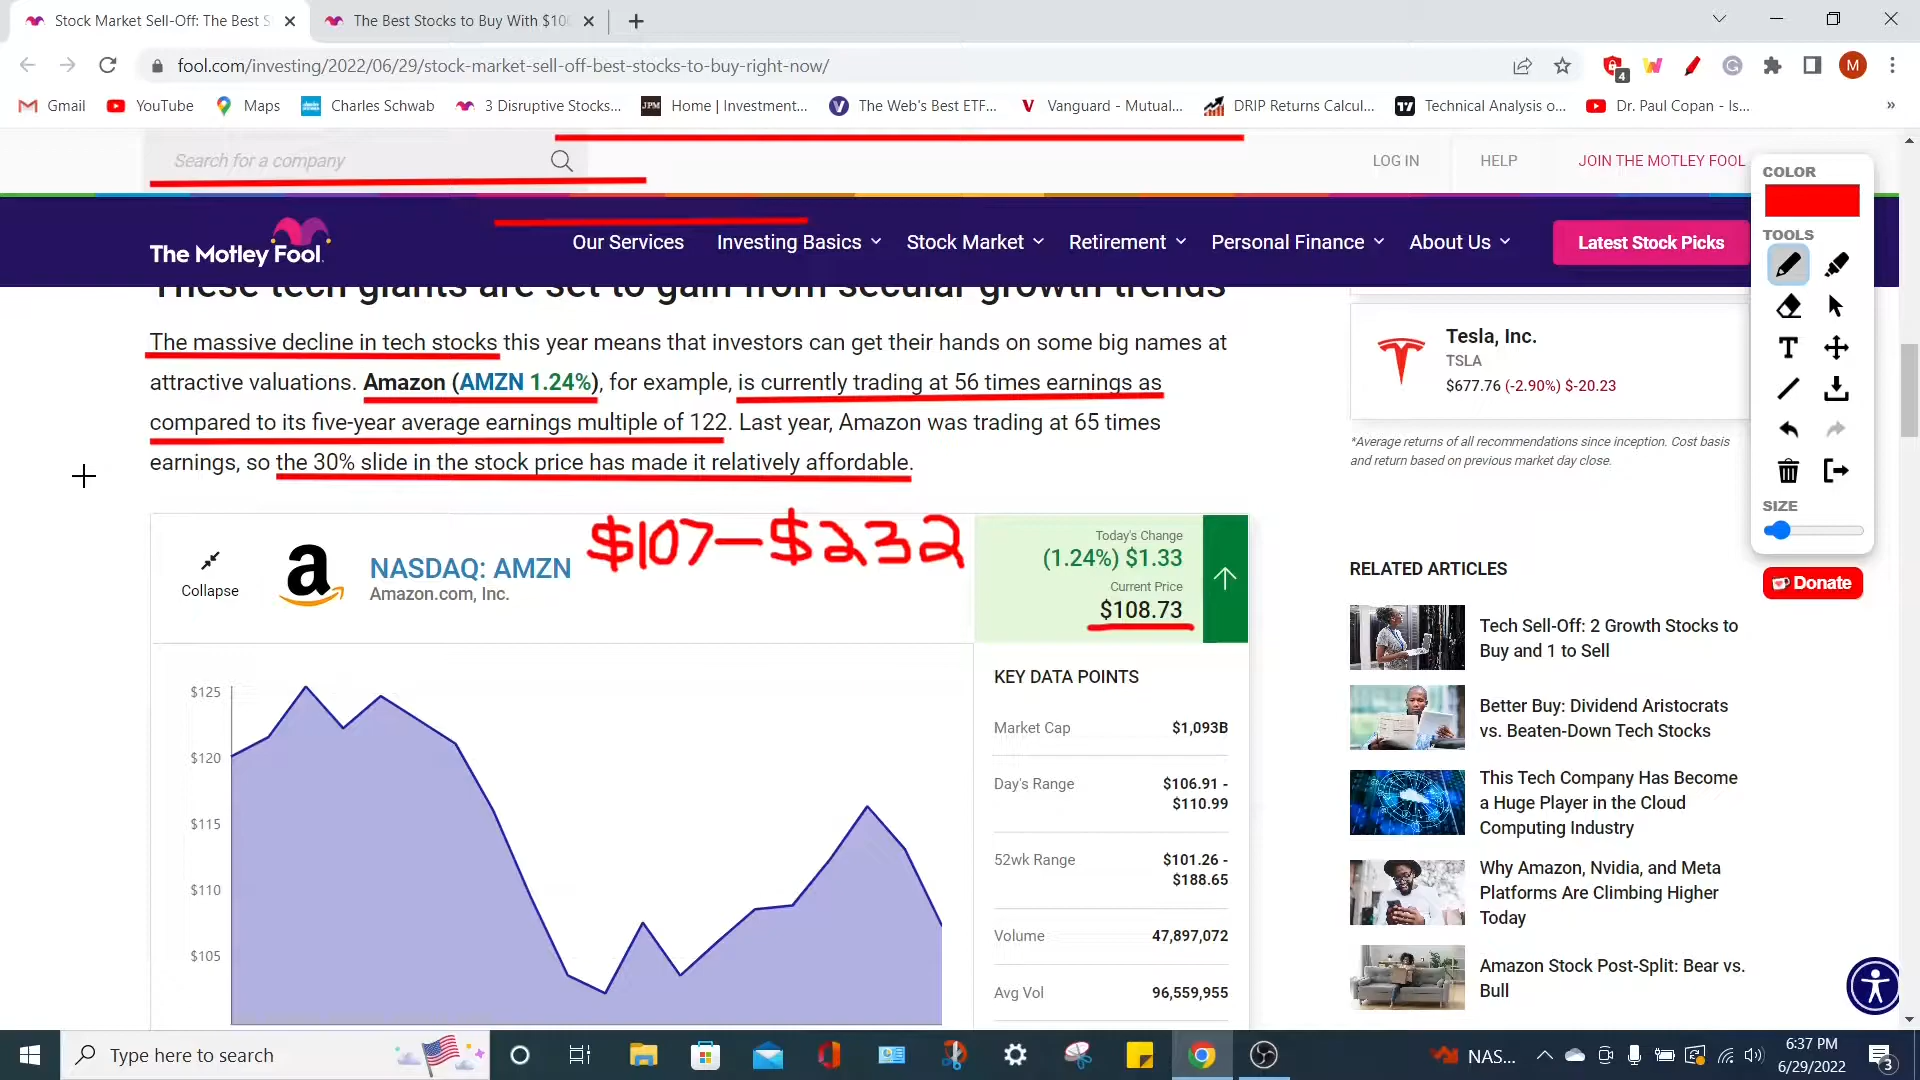 Stock Market Sell-Off: The Best S
The Best Stocks to Buy With $100
fool.com/investing/2022/06/29/stock-market-sell-off-best-stocks-to-buy-right-now/
4
M
Gmail
YouTube
Maps
Charles Schwab
3 Disruptive Stocks...
JPM
Home | Investment...
The Web's Best ETF...
Vanguard - Mutual...
DRIP Returns Calcul...
Technical Analysis o...
Dr. Paul Copan - Is...
»
Search for a company
LOG IN
HELP
JOIN THE MOTLEY FOOL
The Motley Fool.
Our Services
Investing Basics
Stock Market
Retirement
Personal Finance
About Us
Latest Stock Picks
COLOR
TOOLS
T
SIZE
Donate
These tech giants are set to gain from secular growth trends
The massive decline in tech stocks this year means that investors can get their hands on some big names at
attractive valuations. Amazon (AMZN 1.24%), for example, is currently trading at 56 times earnings as
compared to its five-year average earnings multiple of 122. Last year, Amazon was trading at 65 times
earnings, so the 30% slide in the stock price has made it relatively affordable.
Tesla, Inc.
TSLA
$677.76 (-2.90%) $-20.23
*Average returns of all recommendations since inception. Cost basis
and return based on previous market day close.
Collapse
a
NASDAQ: AMZN
Amazon.com, Inc.
$107-$232
Today's Change
(1.24%) $1.33
Current Price
$108.73
$125
$120
$115
$110
$105
KEY DATA POINTS
Market Cap
$1,093B
Day's Range
$106.91 -
$110.99
52wk Range
$101.26 -
$188.65
Volume
47,897,072
Avg Vol
96,559,955
RELATED ARTICLES
Tech Sell-Off: 2 Growth Stocks to
Buy and 1 to Sell
Better Buy: Dividend Aristocrats
vs. Beaten-Down Tech Stocks
This Tech Company Has Become
a Huge Player in the Cloud
Computing Industry
Why Amazon, Nvidia, and Meta
Platforms Are Climbing Higher
Today
Amazon Stock Post-Split: Bear vs.
Bull
Type here to search
NAS...
6:37 PM
6/29/2022
3